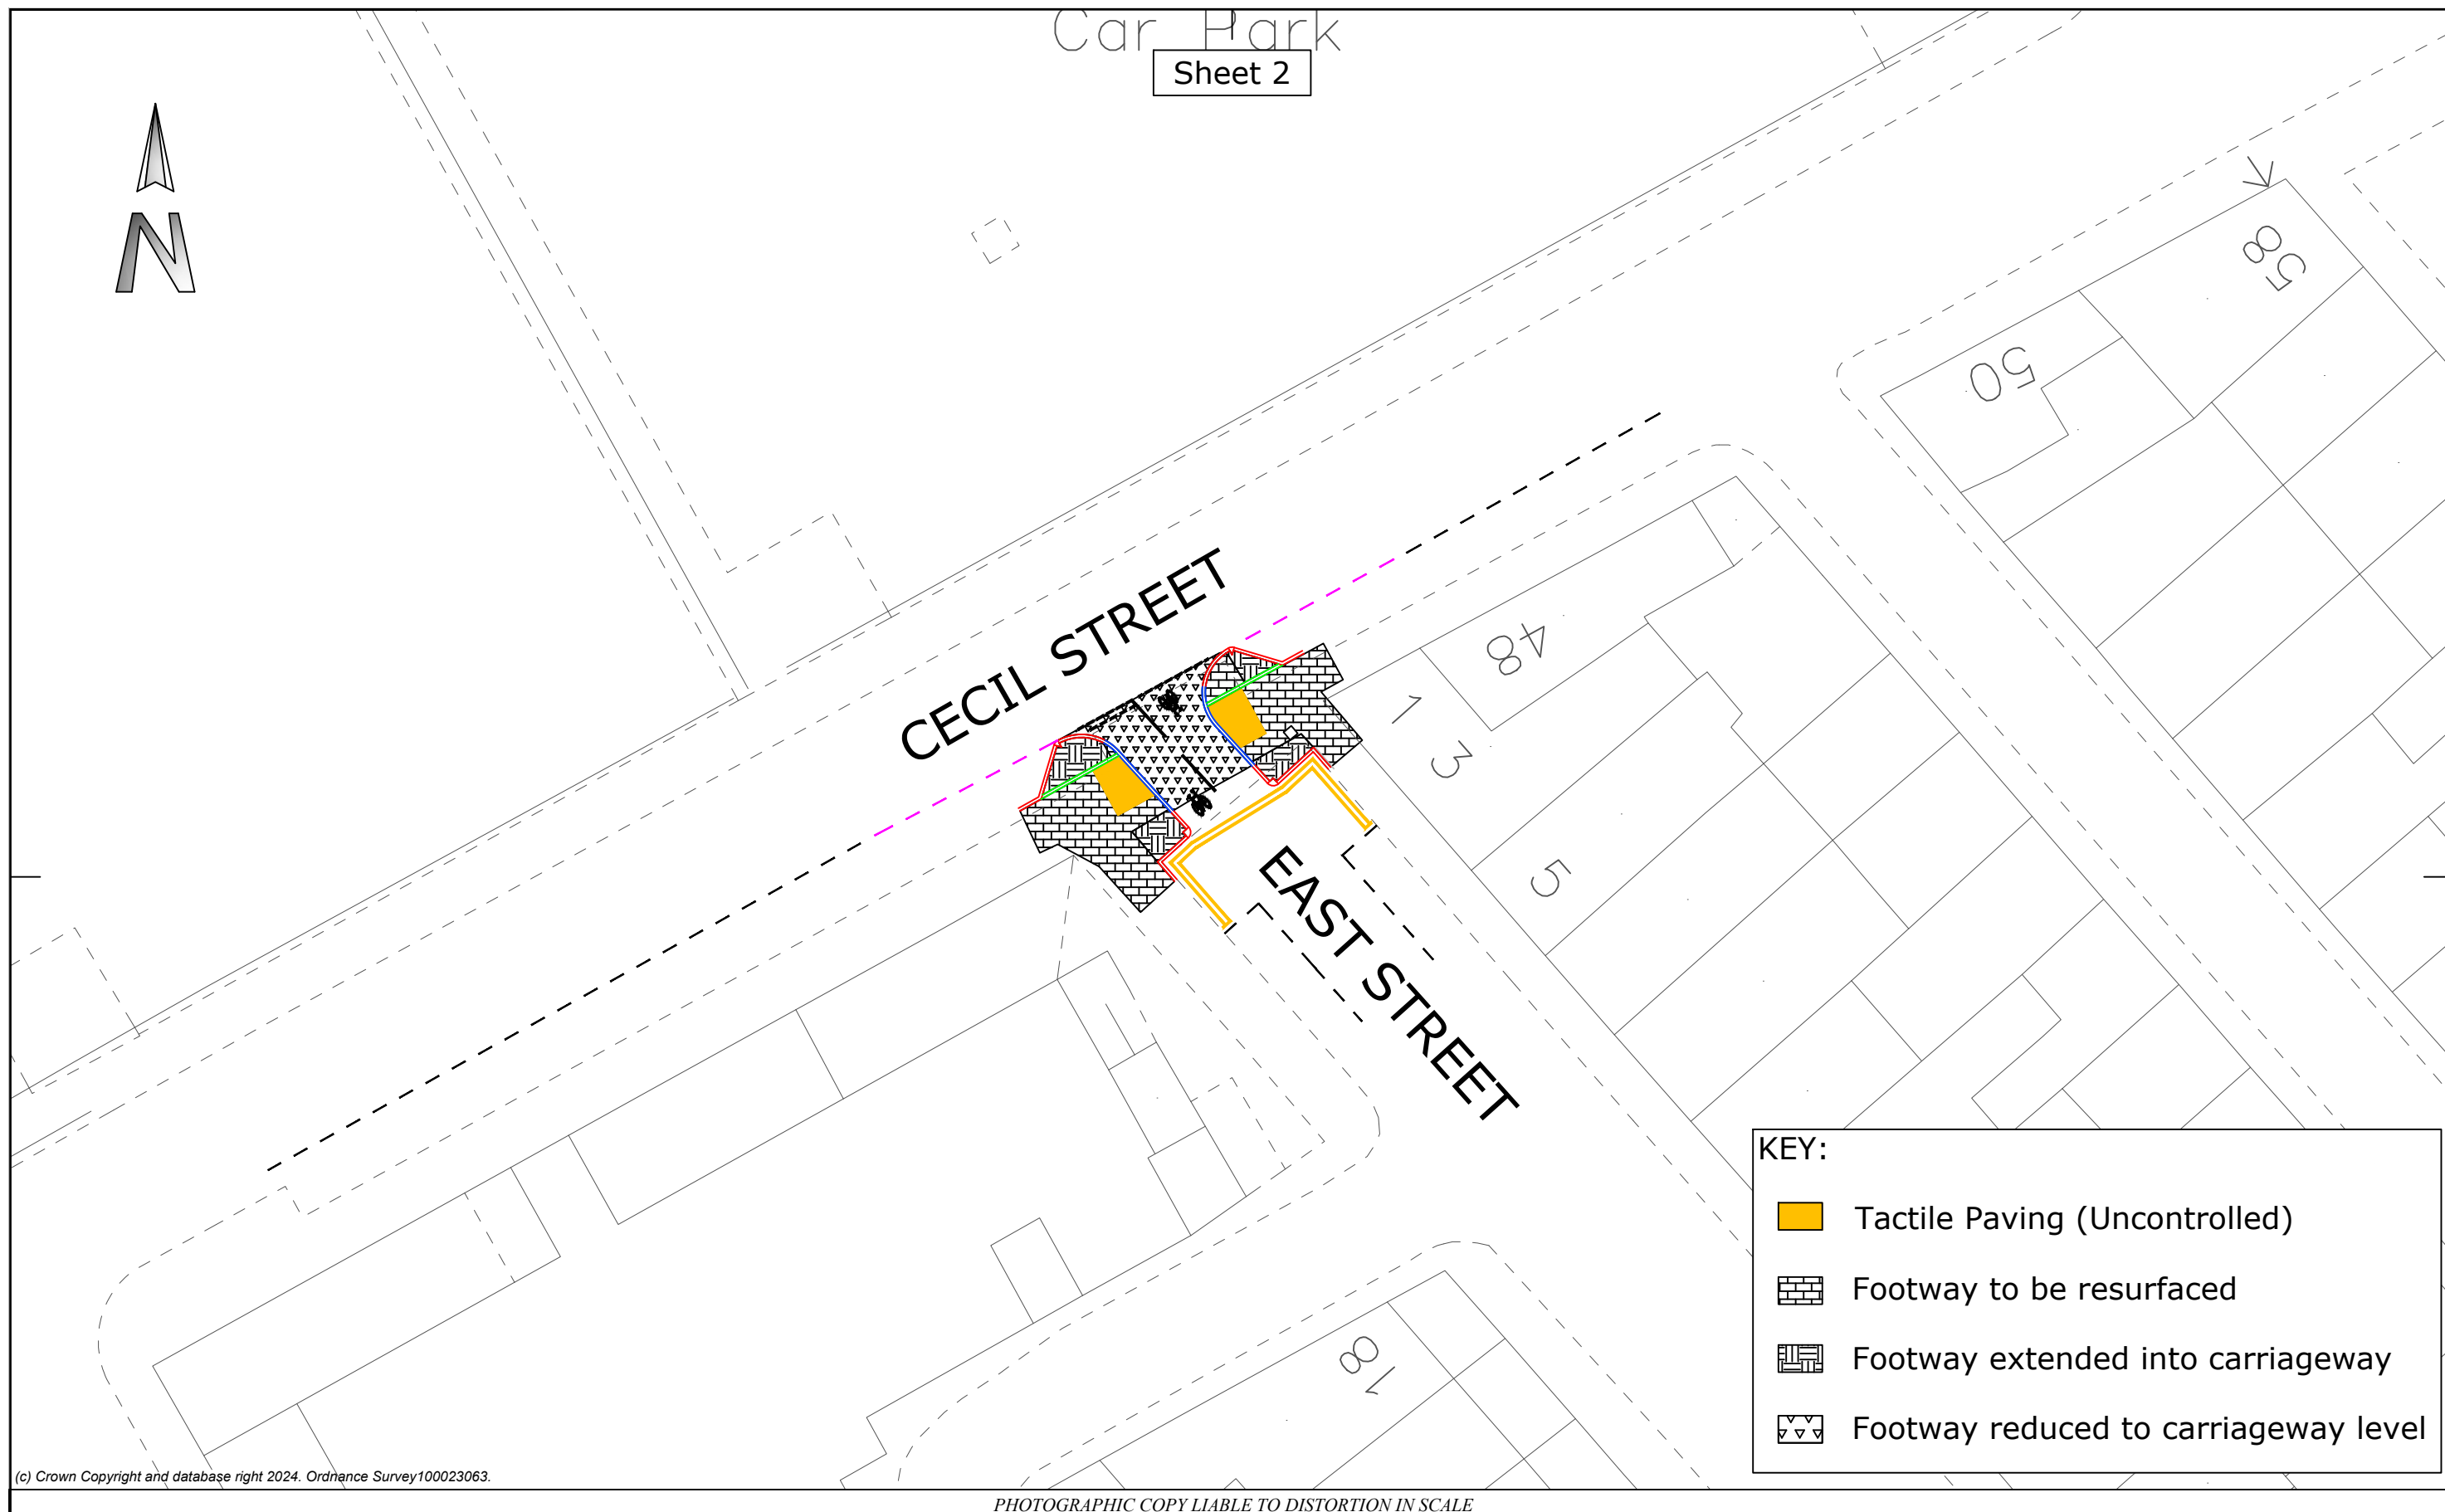 Car Park
Sheet 2
N
58
50
CECIL STREET
48
1
3
5
EAST STREET
18
KEY:
Tactile Paving (Uncontrolled)
Footway to be resurfaced
Footway extended into carriageway
Footway reduced to carriageway level
(c) Crown Copyright and database right 2024. Ordnance Survey100023063.
PHOTOGRAPHIC COPY LIABLE TO DISTORTION IN SCALE